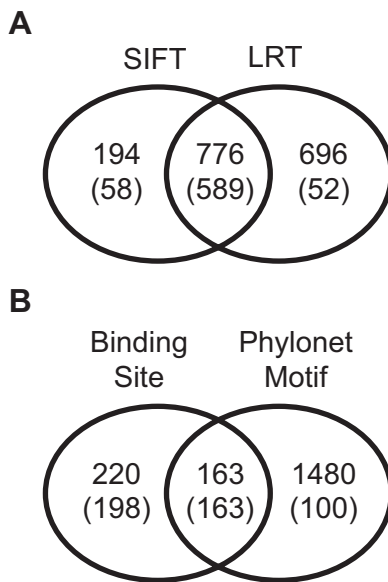 A
SIFT LRT
194 776 696
(58) (589) (52)
B
Binding Phylonet
Site Motif
220 163 1480
(198) (163) (100)